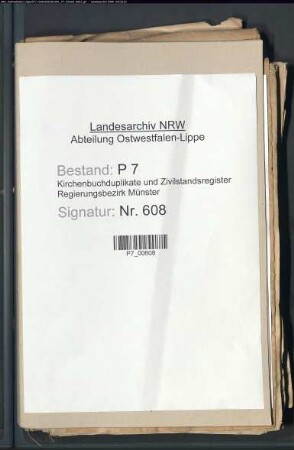 Landesarchiv NRW
Abteilung Ostwestfalen-Lippe
Bestand: P 7
Kirchenbuchduplikate und Zivilstandsregister
Regierungsbezirk Münster
Signatur: Nr. 608
P7_00608